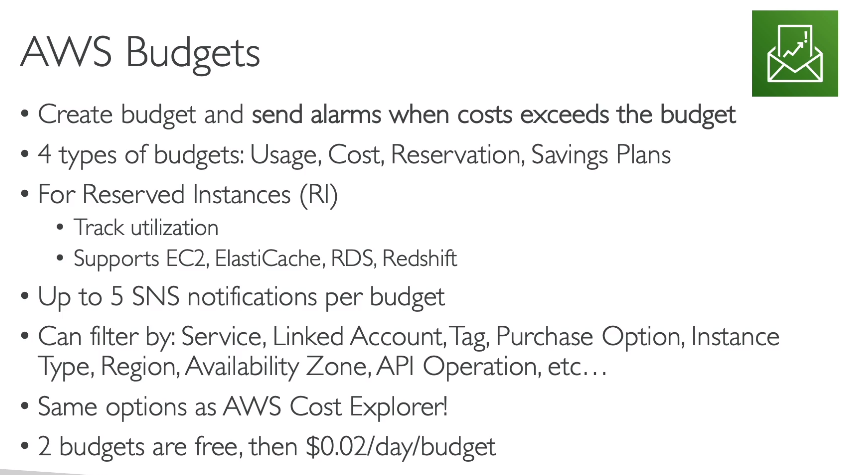 AWS Budgets
• Create budget and send alarms when costs exceeds the budget
• 4 types of budgets: Usage, Cost, Reservation, Savings Plans
• For Reserved Instances (RI)
• Track utilization
• Supports EC2, ElastiCache, RDS, Redshift
• Up to 5 SNS notifications per budget
• Can filter by: Service, Linked Account, Tag, Purchase Option, Instance
Type, Region, Availability Zone, API Operation, etc…
• Same options as AWS Cost Explorer!
• 2 budgets are free, then $0.02/day/budget